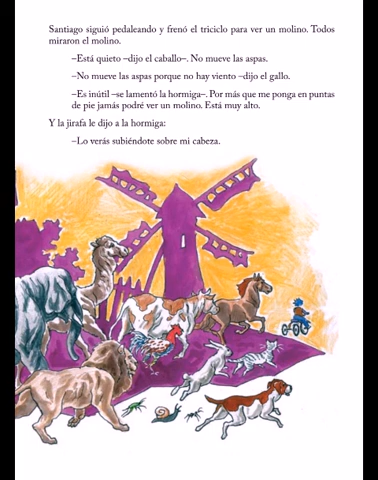 Santiago siguió pedaleando y frenó el triciclo para ver un molino. Todos
miraron el molino.
–Está quieto –dijo el caballo–. No mueve las aspas.
–No mueve las aspas porque no hay viento –dijo el gallo.
–Es inútil –se lamentó la hormiga–. Por más que me ponga en puntas
de pie jamás podré ver un molino. Está muy alto.
Y la jirafa le dijo a la hormiga:
–Lo verás subiéndote sobre mi cabeza.